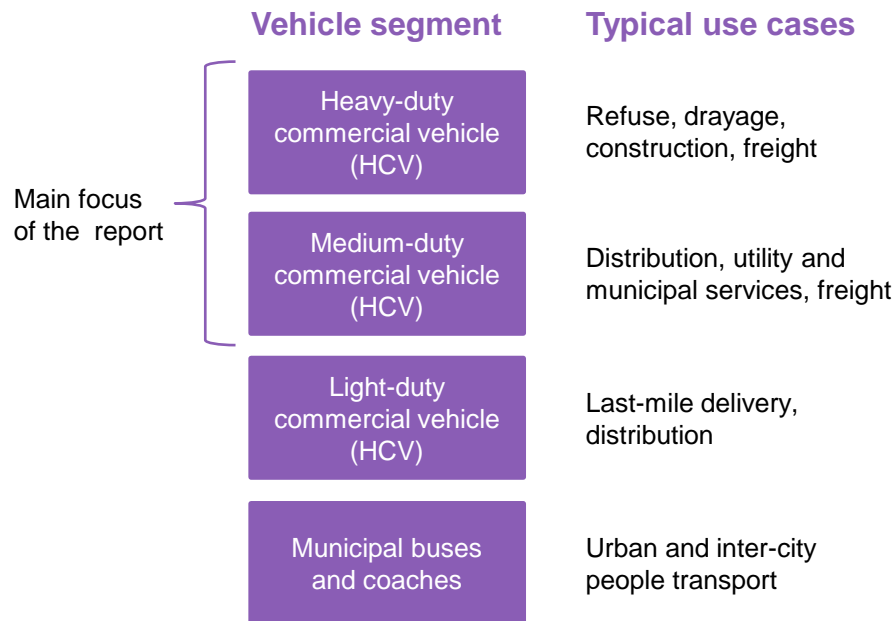 Vehicle segment
Typical use cases
Heavy-duty
commercial vehicle
(HCV)
Refuse, drayage,
construction, freight
Main focus
of the report
Medium-duty
commercial vehicle
(HCV)
Distribution, utility and
municipal services, freight
Light-duty
commercial vehicle
(HCV)
Last-mile delivery,
distribution
Municipal buses
and coaches
Urban and inter-city
people transport